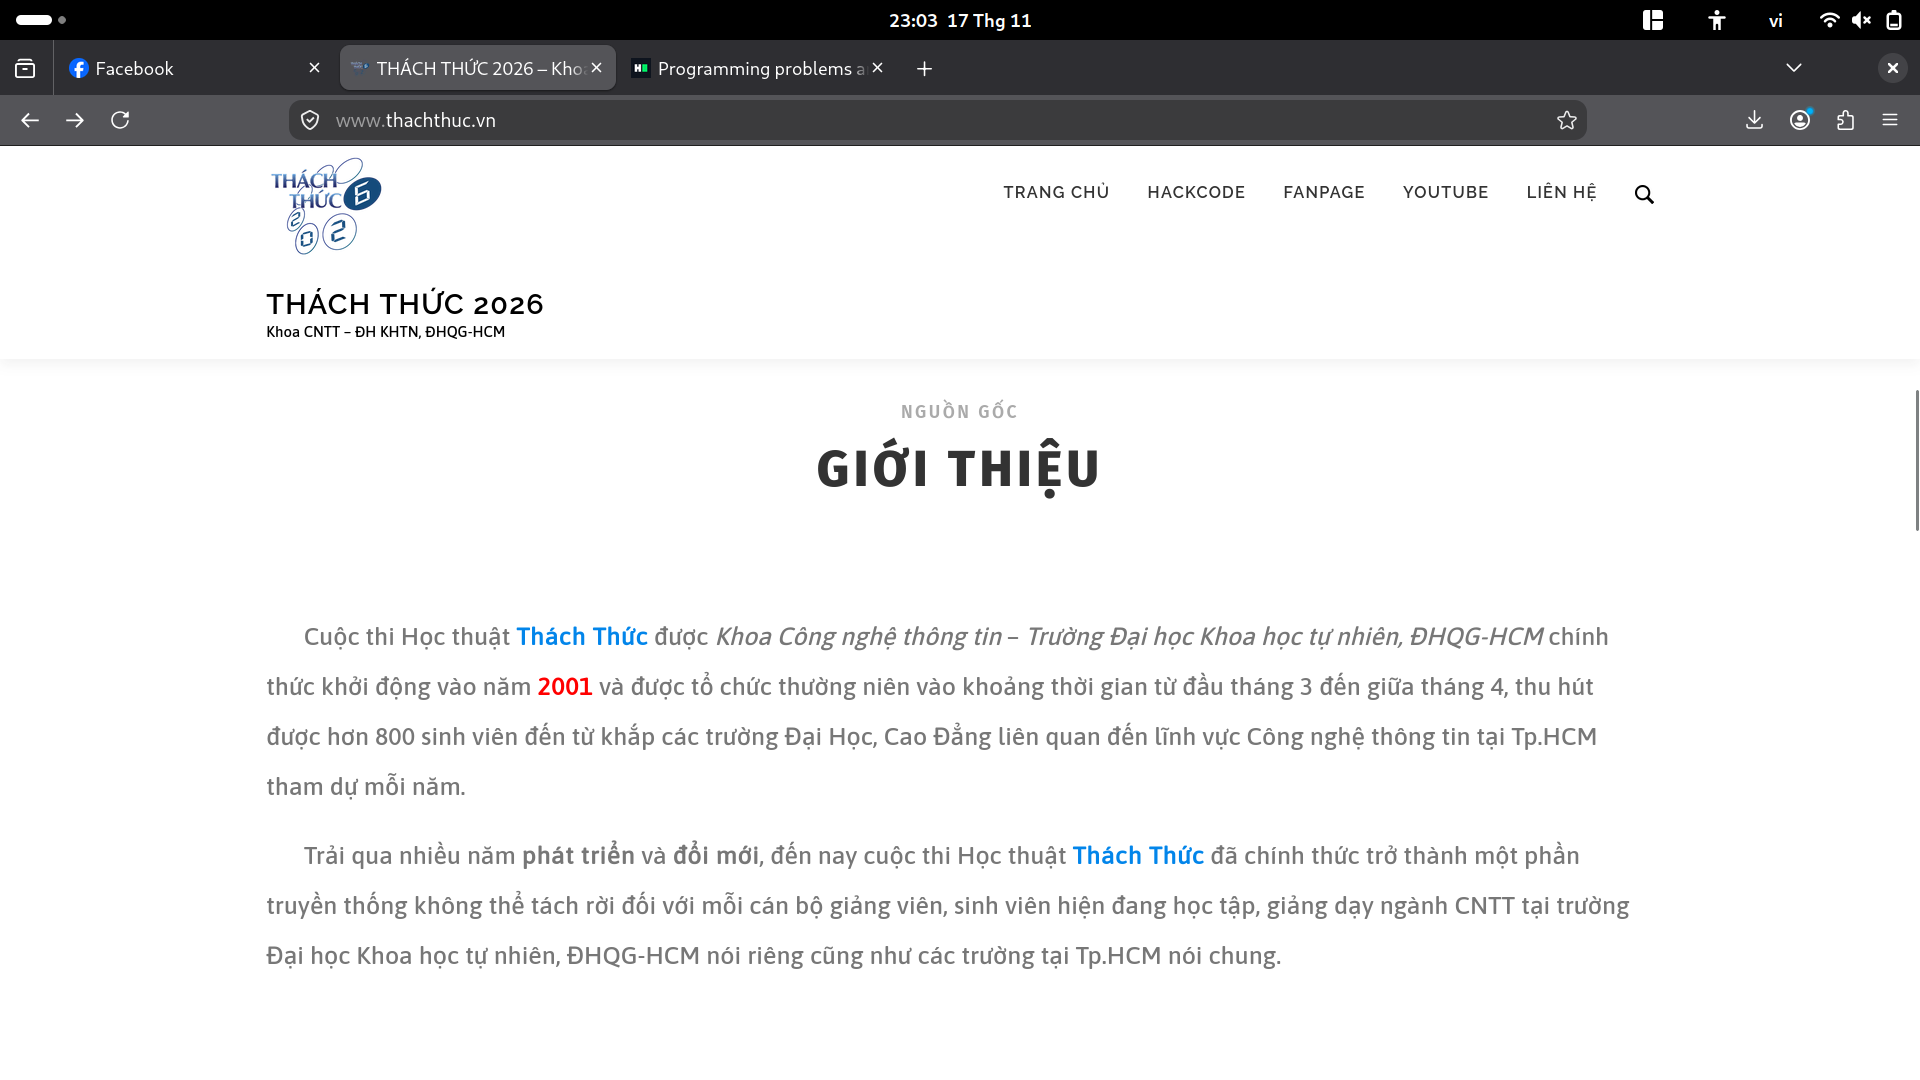 23:03 17 Thg 11
vi
Facebook
THÁCH THỨC 2026 – Kho
Programming problems a
www.thachthuc.vn
THÁCH
THỨC 6
2
0 2
TRANG CHỦ HACKCODE FANPAGE YOUTUBE LIÊN HỆ
THÁCH THỨC 2026
Khoa CNTT – ĐH KHTN, ĐHQG-HCM
NGUỒN GỐC
GIỚI THIỆU
Cuộc thi Học thuật Thách Thức được Khoa Công nghệ thông tin – Trường Đại học Khoa học tự nhiên, ĐHQG-HCM chính
thức khởi động vào năm 2001 và được tổ chức thường niên vào khoảng thời gian từ đầu tháng 3 đến giữa tháng 4, thu hút
được hơn 800 sinh viên đến từ khắp các trường Đại Học, Cao Đẳng liên quan đến lĩnh vực Công nghệ thông tin tại Tp.HCM
tham dự mỗi năm.
Trải qua nhiều năm phát triển và đổi mới, đến nay cuộc thi Học thuật Thách Thức đã chính thức trở thành một phần
truyền thống không thể tách rời đối với mỗi cán bộ giảng viên, sinh viên hiện đang học tập, giảng dạy ngành CNTT tại trường
Đại học Khoa học tự nhiên, ĐHQG-HCM nói riêng cũng như các trường tại Tp.HCM nói chung.